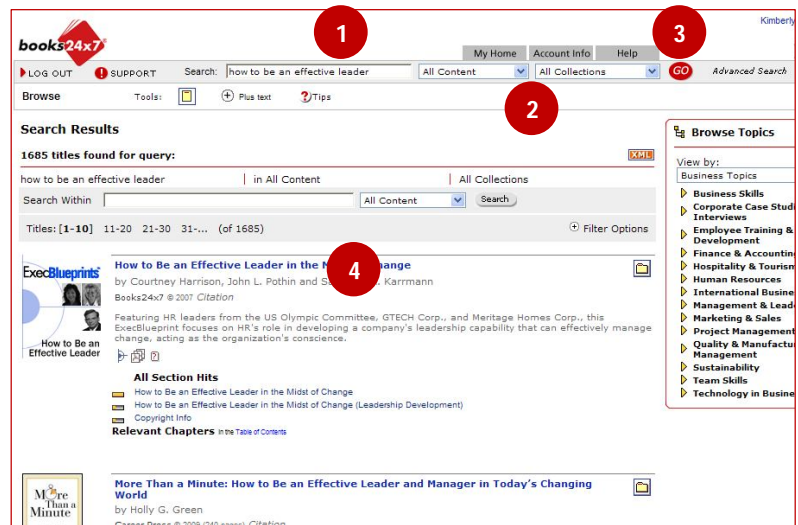 1
3
Kimberly
books24x7
My Home Account Info Help
LOG OUT ! SUPPORT Search: how to be an effective leader All Content All Collections GO Advanced Search
2
Browse Tools: Plus text ?Tips
Search Results
1685 titles found for query: XML
how to be an effective leader | in All Content | All Collections
Search Within All Content Search
Titles: [1-10] 11-20 21-30 31-... (of 1685) Filter Options
4
ExecBlueprints
How to Be an
Effective Leader
How to Be an Effective Leader in the
by Courtney Harrison, John L. Pothin and Karrmann
Books24x7 © 2007 Citation
Featuring HR leaders from the US Olympic Committee, GTECH Corp., and Meritage Homes Corp., this
ExecBlueprint focuses on HR's role in developing a company's leadership capability that can effectively manage
change, acting as the organization's conscience.
All Section Hits
How to Be an Effective Leader in the Midst of Change
How to Be an Effective Leader in the Midst of Change (Leadership Development)
Copyright Info
Relevant Chapters in the Table of Contents
More
Than a
Minute
More Than a Minute: How to Be an Effective Leader and Manager in Today's Changing
World
by Holly G. Green
Career Press © 2009 (240 pages) Citation
Browse Topics
View by:
Business Topics
Business Skills
Corporate Case Studi
Interviews
Employee Training &
Development
Finance & Accountin
Hospitality & Tourism
Human Resources
International Busine
Management & Leade
Marketing & Sales
Project Management
Quality & Manufactu
Management
Sustainability
Team Skills
Technology in Busine